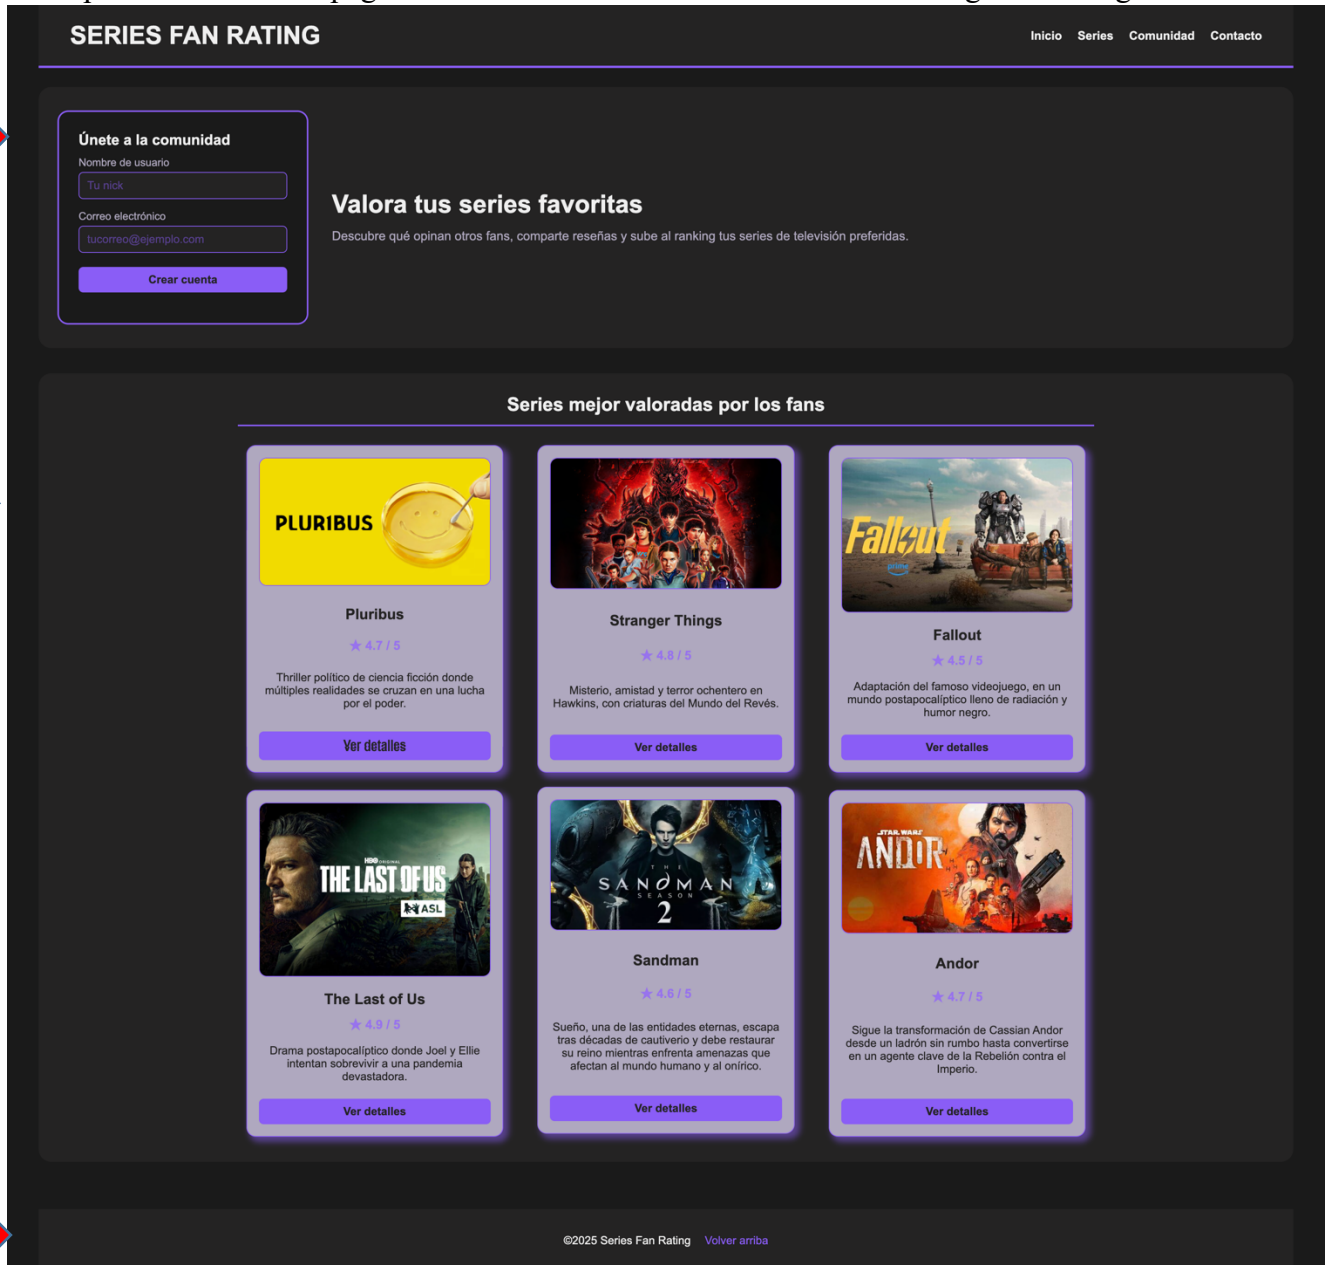 SERIES FAN RATING
Inicio Series Comunidad Contacto
Únete a la comunidad
Nombre de usuario
Tu nick
Correo electrónico
tucorreo@ejemplo.com
Crear cuenta
Valora tus series favoritas
Descubre qué opinan otros fans, comparte reseñas y sube al ranking tus series de televisión preferidas.
Series mejor valoradas por los fans
PLUR1BUS
Pluribus
★ 4.7 / 5
Thriller político de ciencia ficción donde
múltiples realidades se cruzan en una lucha
por el poder.
Ver detalles
Stranger Things
★ 4.8 / 5
Misterio, amistad y terror ochentero en
Hawkins, con criaturas del Mundo del Revés.
Ver detalles
Fallout
prime
Fallout
★ 4.5 / 5
Adaptación del famoso videojuego, en un
mundo postapocalíptico lleno de radiación y
humor negro.
Ver detalles
HBO ORIGINAL
THE LAST OF US
ASL
The Last of Us
★ 4.9 / 5
Drama postapocalíptico donde Joel y Ellie
intentan sobrevivir a una pandemia
devastadora.
Ver detalles
THE
SANDMAN
SEASON
2
Sandman
★ 4.6 / 5
Sueño, una de las entidades eternas, escapa
tras décadas de cautiverio y debe restaurar
su reino mientras enfrenta amenazas que
afectan al mundo humano y al onírico.
Ver detalles
STAR WARS
ANDOR
Andor
★ 4.7 / 5
Sigue la transformación de Cassian Andor
desde un ladrón sin rumbo hasta convertirse
en un agente clave de la Rebelión contra el
Imperio.
Ver detalles
©2025 Series Fan Rating Volver arriba